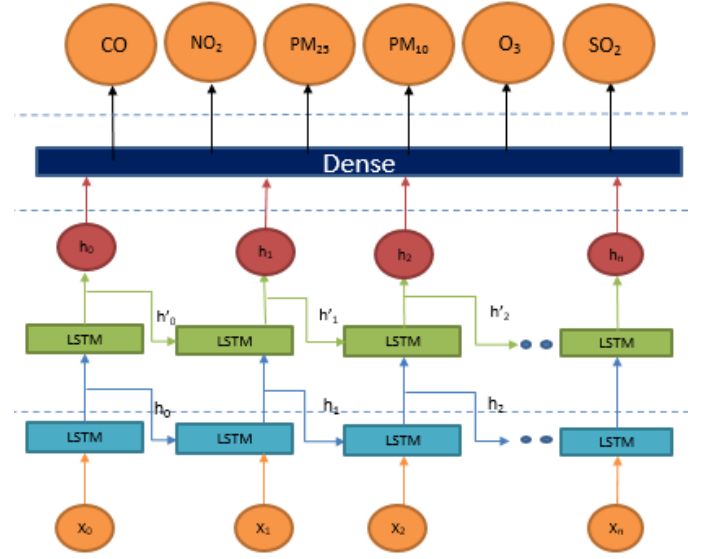 CO NO₂ PM₂₅ PM₁₀ O₃ SO₂
Dense
h₀ h₁ h₂ hₙ
h'₀ h'₁ h'₂
LSTM LSTM LSTM LSTM
h₀ h₁ h₂
LSTM LSTM LSTM LSTM
X₀ X₁ X₂ Xₙ